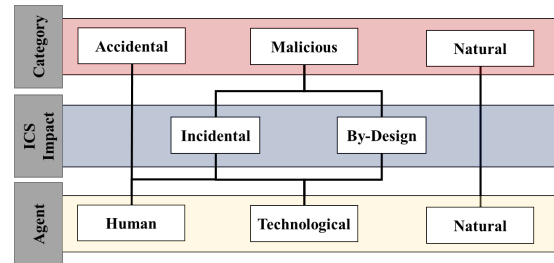 Category
Accidental
Malicious
Natural
ICS
Impact
Incidental
By-Design
Agent
Human
Technological
Natural